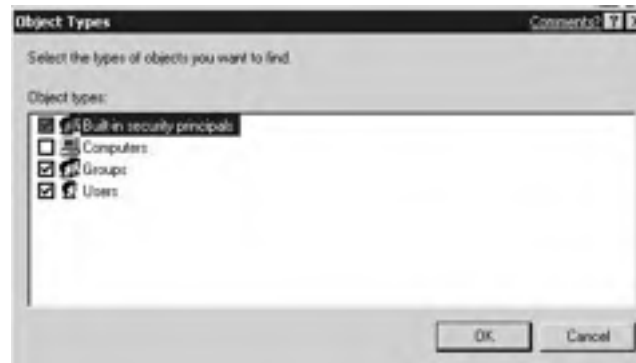 Object Types Comments? ?
Select the types of objects you want to find.
Object types:
Built-in security principals
Computers
Groups
Users
OK
Cancel